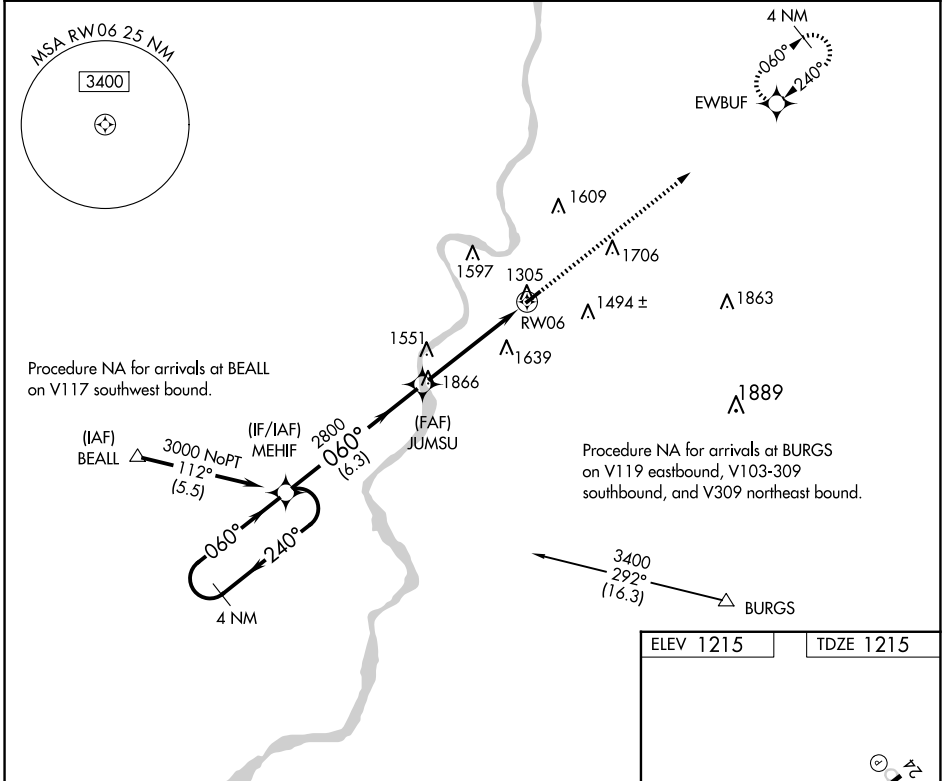 MSA RW06 25 NM
3400
4 NM
060°
240°
EWBUF
1609
1706
1597
1305
RW06
1494 ±
1863
1639
1551
1866
1889
Procedure NA for arrivals at BEALL
on V117 southwest bound.
(FAF)
JUMSU
(IAF)
BEALL
3000 NoPT
112°
(5.5)
(IF/IAF)
MEHIF
2800
060°
(6.3)
Procedure NA for arrivals at BURGS
on V119 eastbound, V103-309
southbound, and V309 northeast bound.
060°
240°
4 NM
3400
292°
(16.3)
BURGS
ELEV 1215
TDZE 1215
P
24